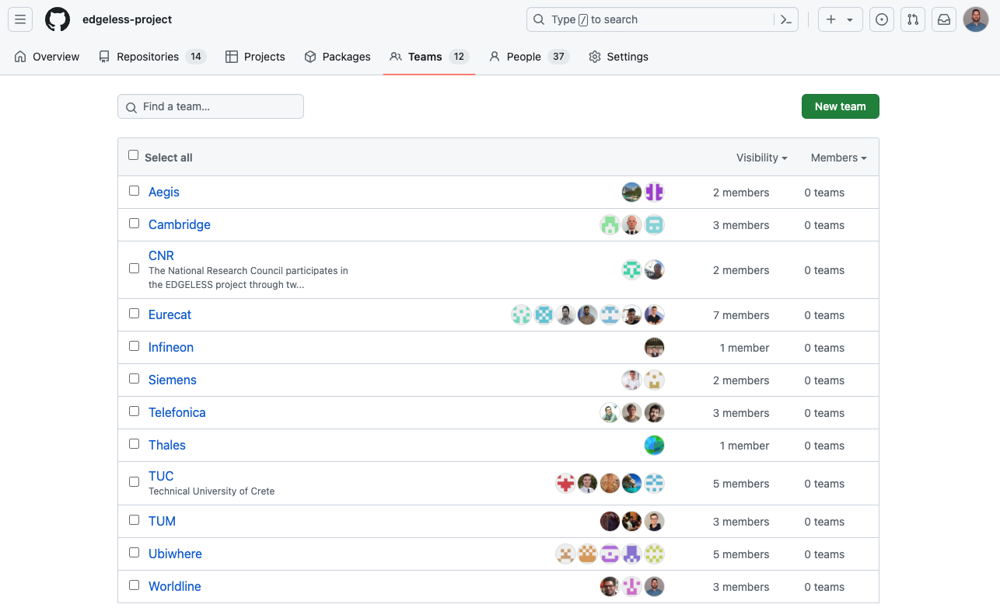 edgeless-project
Type / to search
Overview
Repositories 14
Projects
Packages
Teams 12
People 37
Settings
Find a team...
New team
Select all
Visibility
Members
Aegis 2 members 0 teams
Cambridge 3 members 0 teams
CNR
The National Research Council participates in
the EDGELESS project through tw...
2 members 0 teams
Eurecat 7 members 0 teams
Infineon 1 member 0 teams
Siemens 2 members 0 teams
Telefonica 3 members 0 teams
Thales 1 member 0 teams
TUC
Technical University of Crete
5 members 0 teams
TUM 3 members 0 teams
Ubiwhere 5 members 0 teams
Worldline 3 members 0 teams